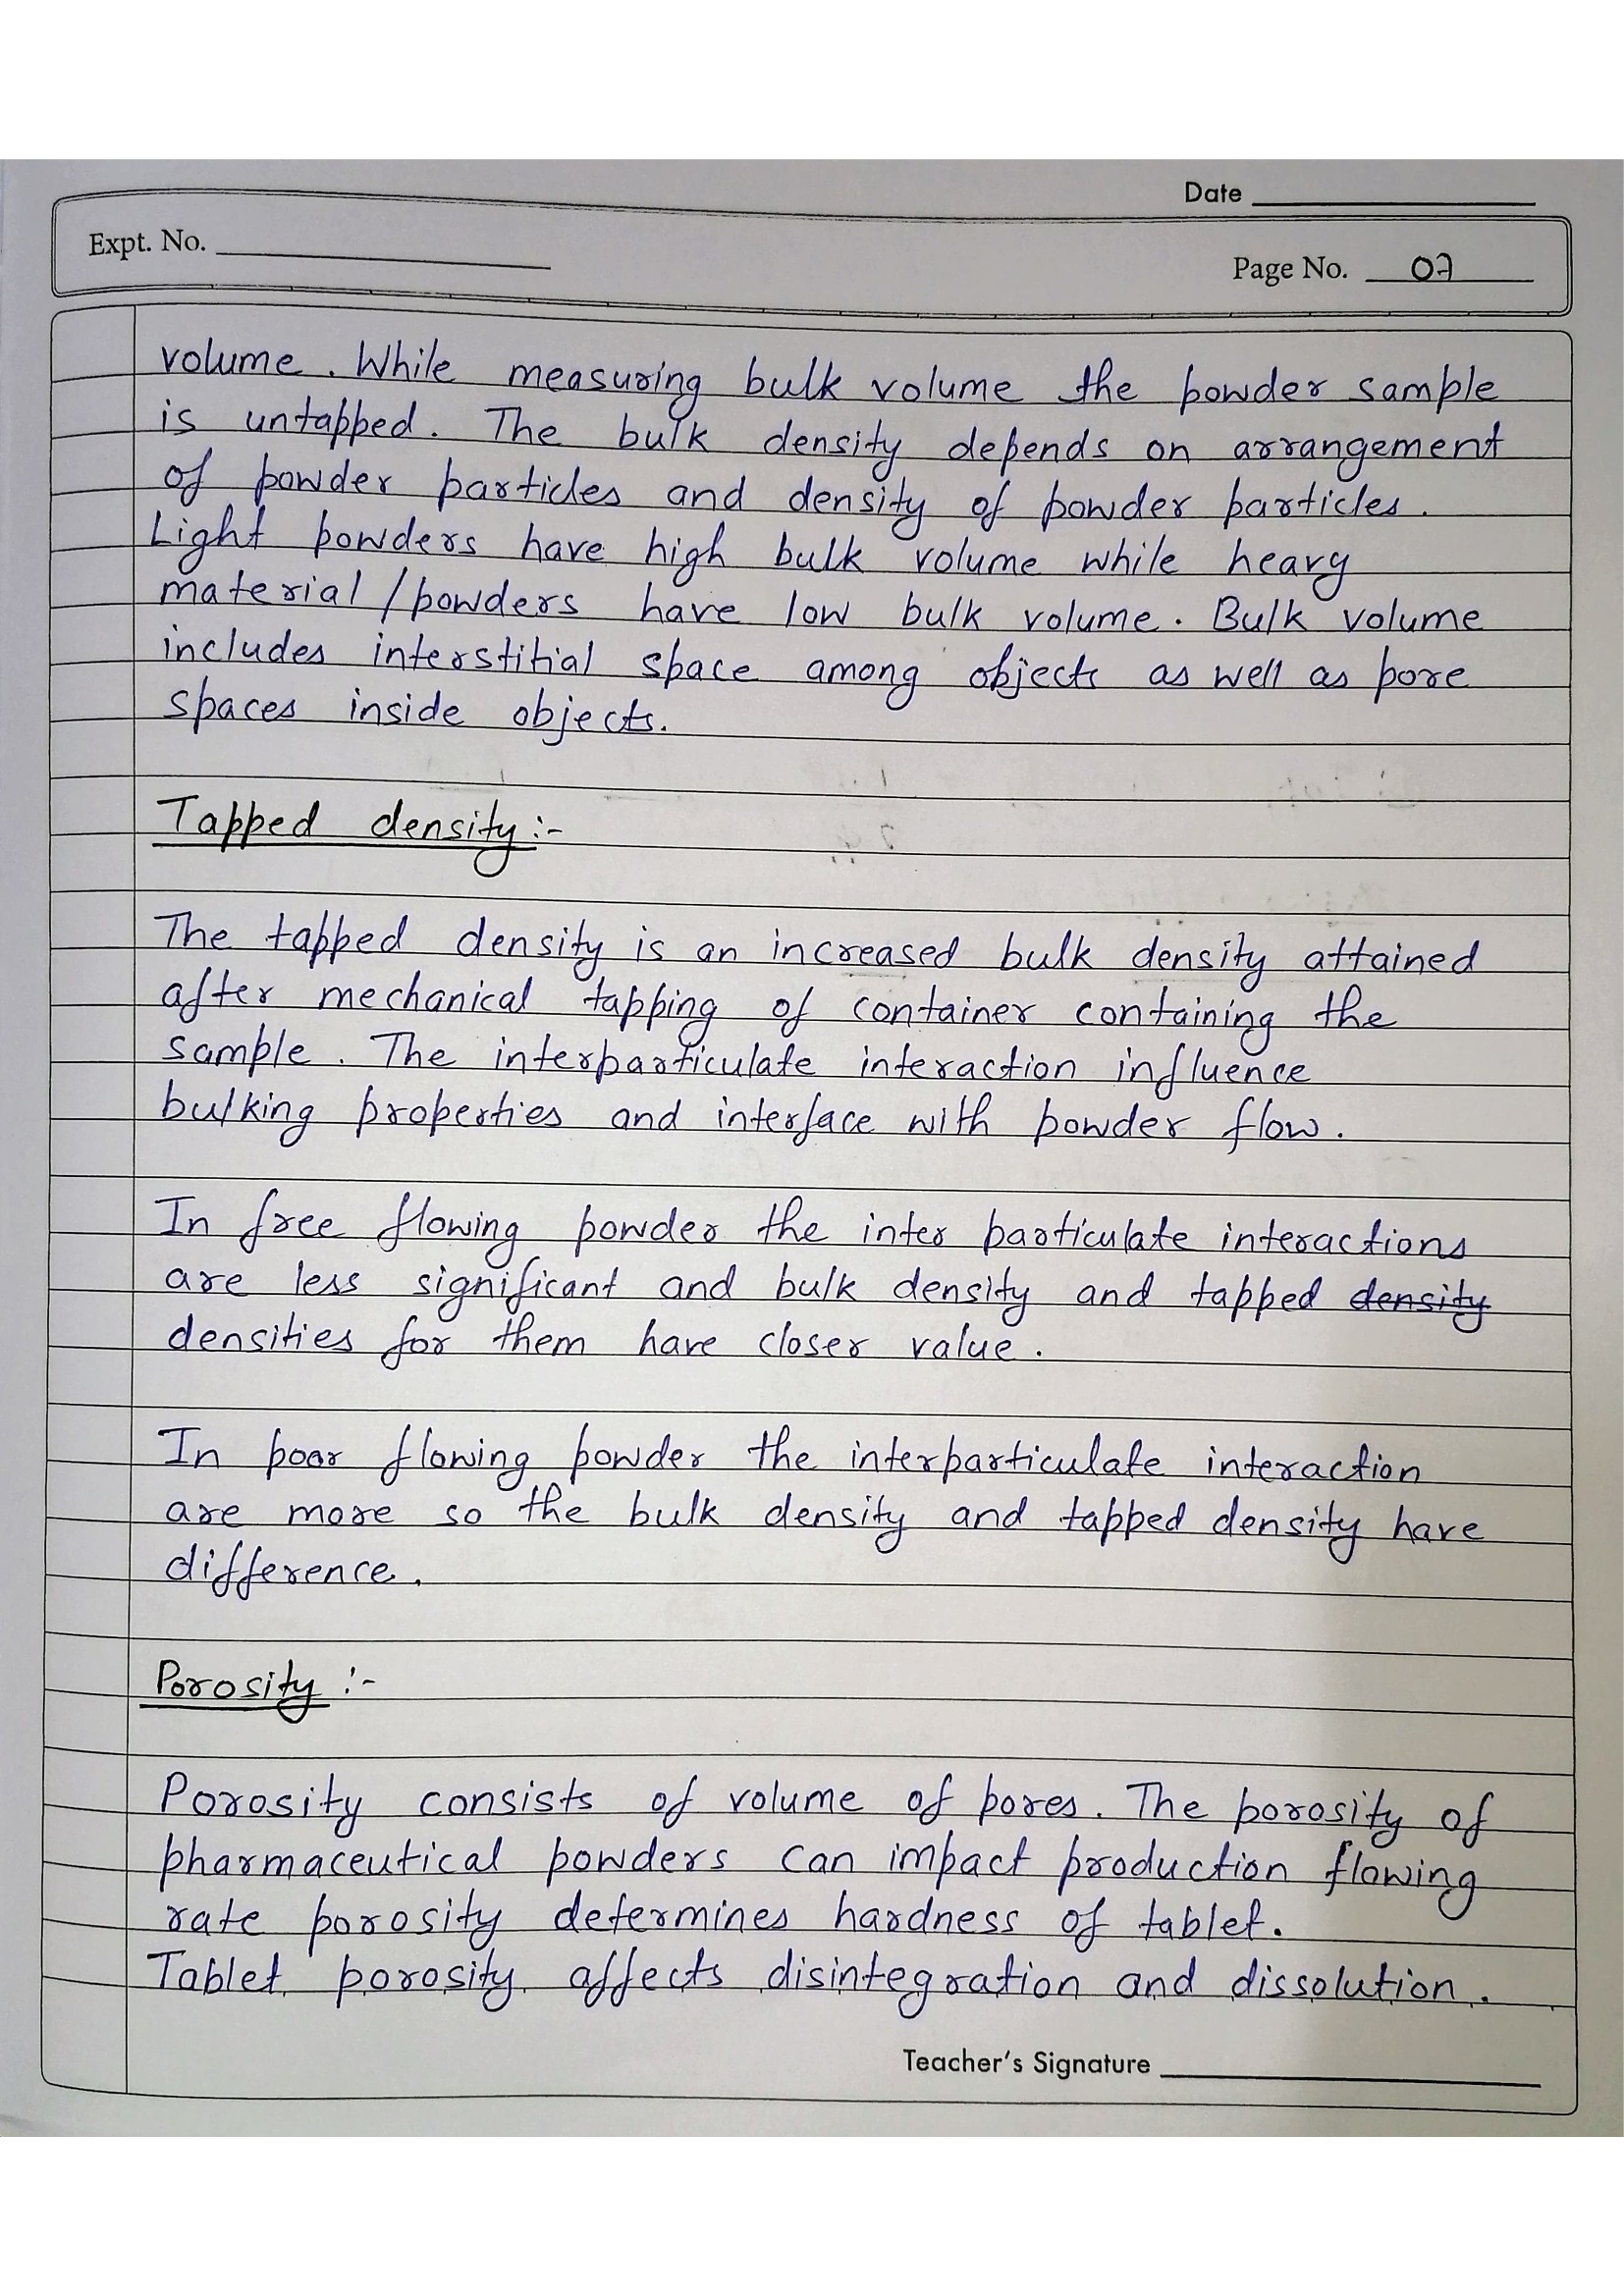 Date
Expt. No.
Page No. 07
volume. While measuring bulk volume the powder sample
is untapped. The bulk density depends on arrangement
of powder particles and density of powder particles.
Light powders have high bulk volume while heavy
material/powders have low bulk volume. Bulk volume
includes interstitial space among objects as well as pore
spaces inside objects.
Tapped density:-
The tapped density is an increased bulk density attained
after mechanical tapping of container containing the
sample. The interparticulate interaction influence
bulking properties and interface with powder flow.
In free flowing powder the inter particulate interactions
are less significant and bulk density and tapped density
densities for them have closer value.
In poor flowing powder the interparticulate interaction
are more so the bulk density and tapped density have
difference.
Porosity :-
Porosity consists of volume of pores. The porosity of
pharmaceutical powders can impact production flowing
rate porosity determines hardness of tablet.
Tablet porosity affects disintegration and dissolution.
Teacher's Signature